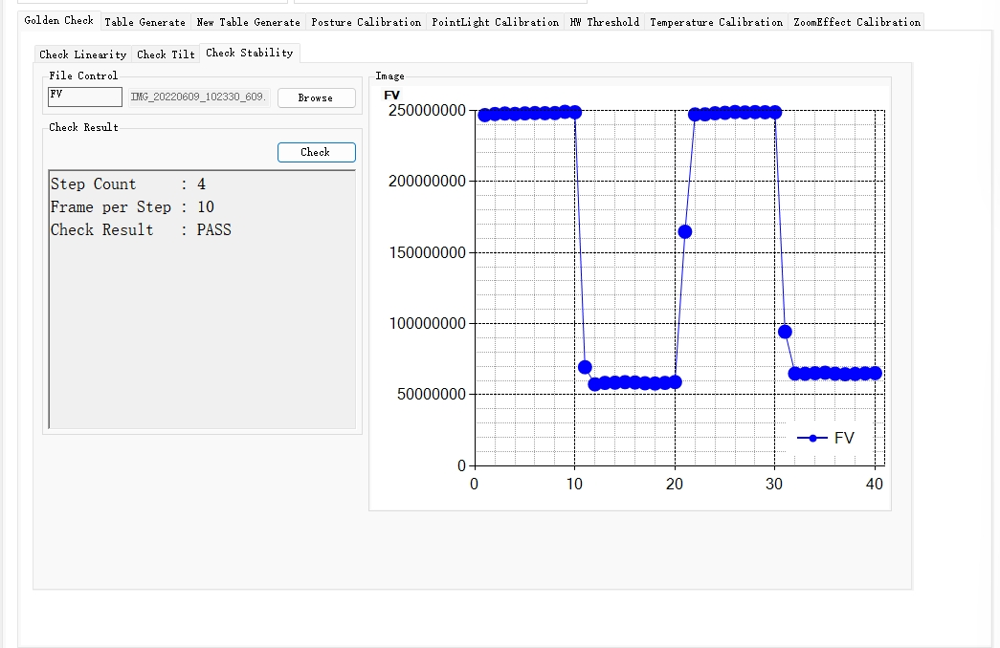 Golden Check Table Generate New Table Generate Posture Calibration PointLight Calibration HW Threshold Temperature Calibration ZoomEffect Calibration
Check Linearity Check Tilt Check Stability
File Control
FV IMG_20220609_102330_609. Browse
Check Result
Check
Step Count : 4
Frame per Step : 10
Check Result : PASS
Image
FV
250000000
200000000
150000000
100000000
50000000
0
0 10 20 30 40
FV